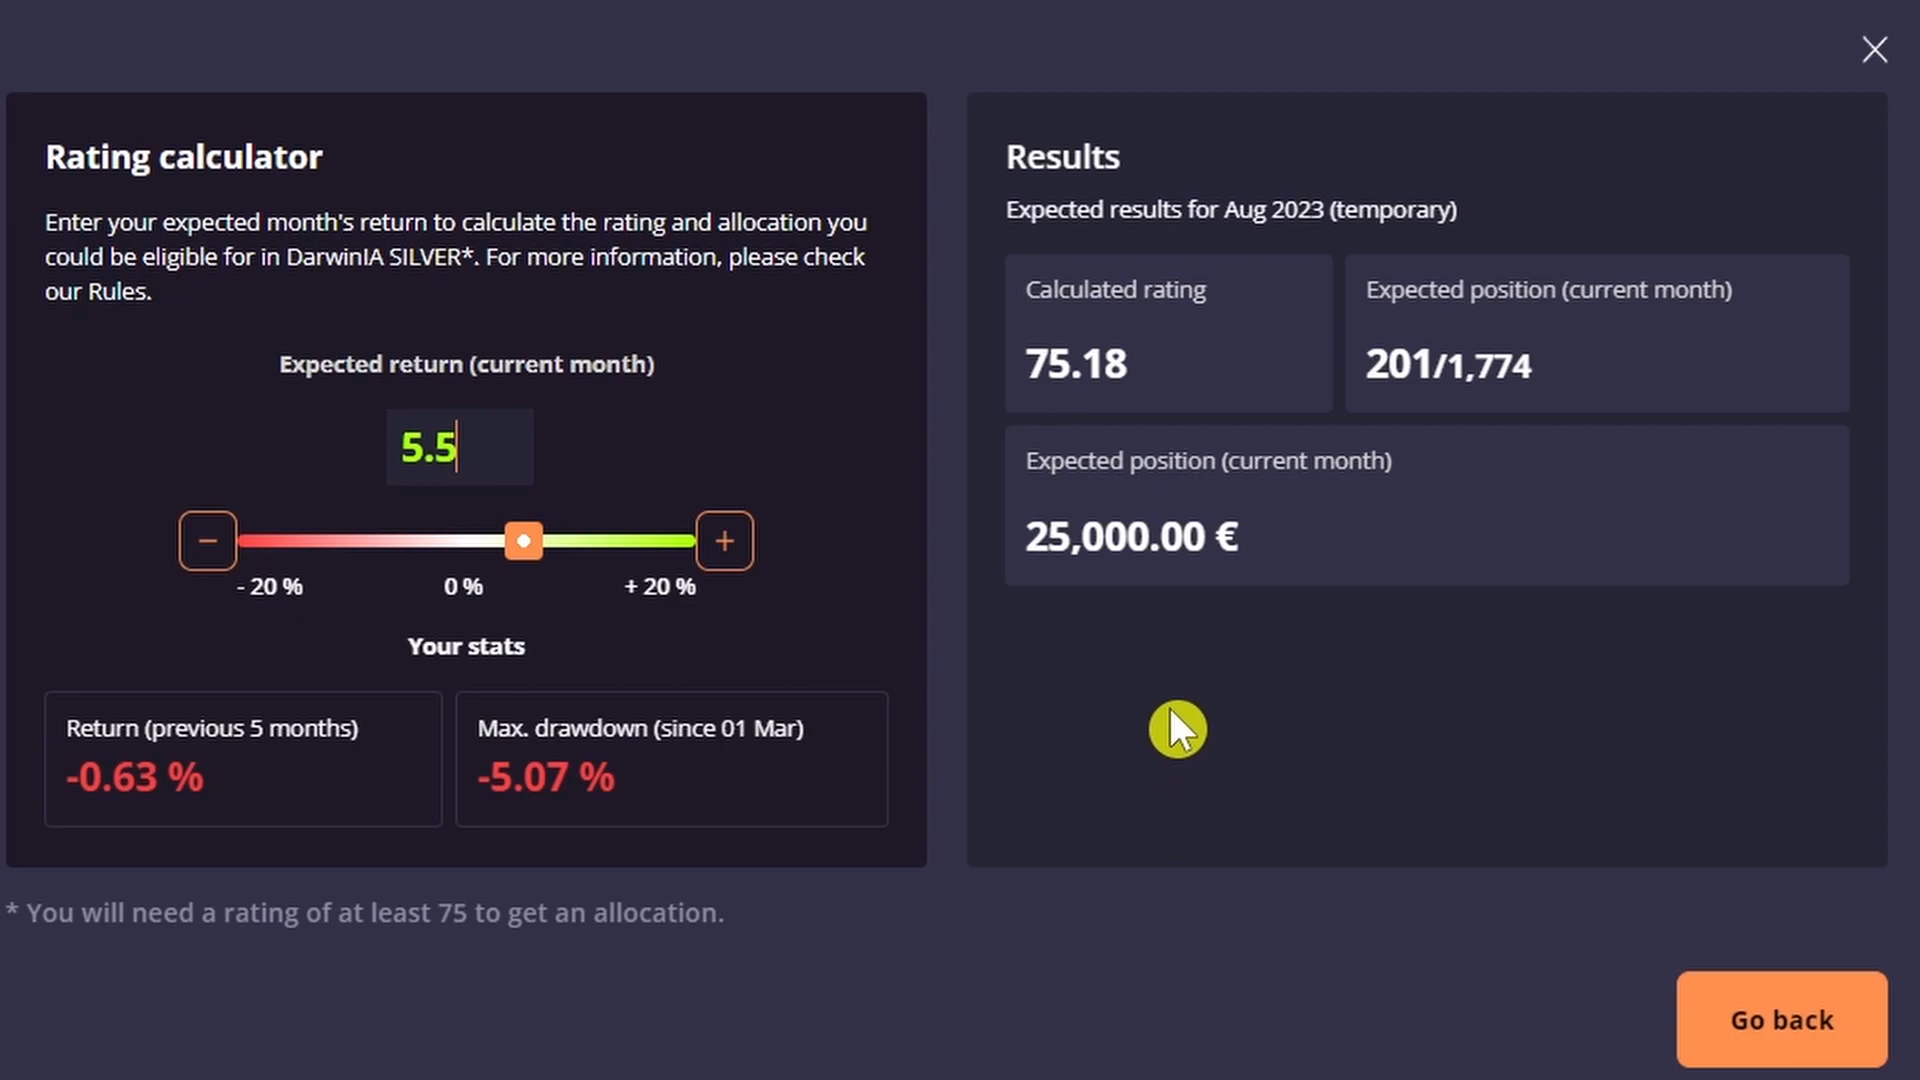 Rating calculator
Enter your expected month's return to calculate the rating and allocation you
could be eligible for in DarwinIA SILVER*. For more information, please check
our Rules.
Expected return (current month)
5.5
- 20 % 0 % + 20 %
Your stats
Return (previous 5 months)
-0.63 %
Max. drawdown (since 01 Mar)
-5.07 %
Results
Expected results for Aug 2023 (temporary)
Calculated rating
75.18
Expected position (current month)
201/1,774
Expected position (current month)
25,000.00 €
* You will need a rating of at least 75 to get an allocation.
Go back